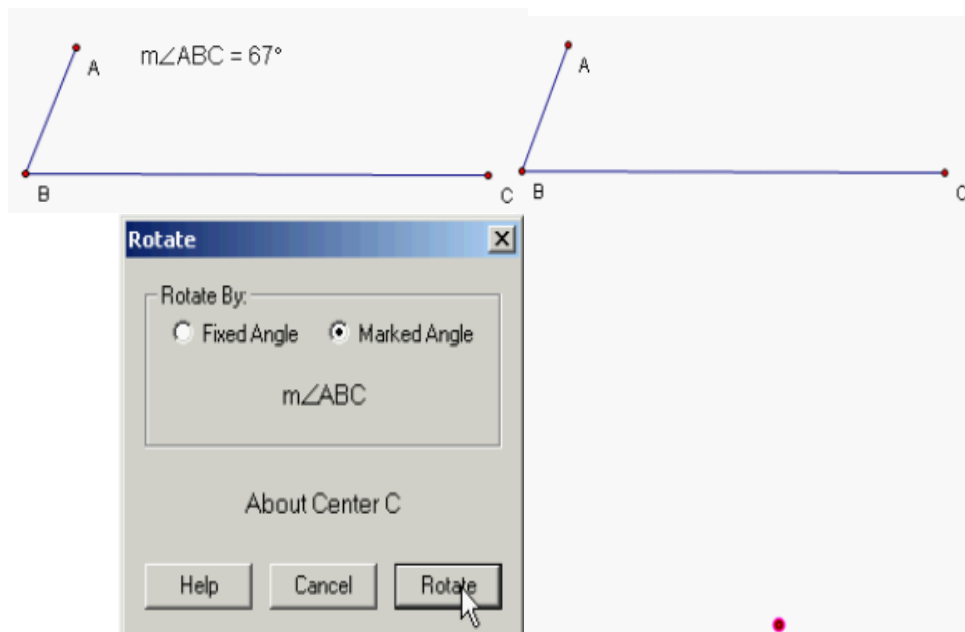 A
m∠ABC = 67°
B
C
A
B
C
Rotate
Rotate By:
Fixed Angle
Marked Angle
m∠ABC
About Center C
Help
Cancel
Rotate